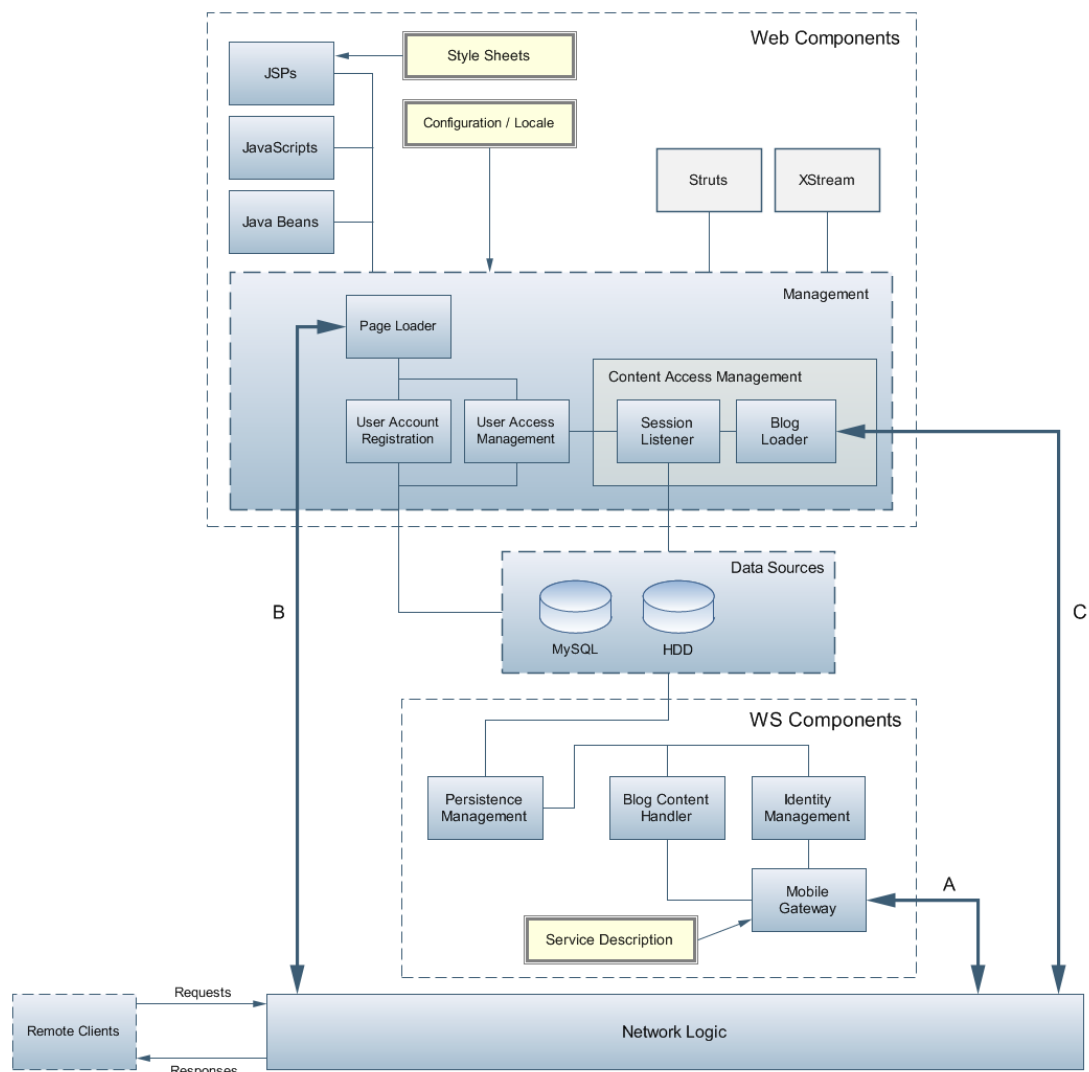 Web Components
Style Sheets
JSPs
Configuration / Locale
JavaScripts
Struts
XStream
Java Beans
Management
Page Loader
Content Access Management
User Account
Registration
User Access
Management
Session
Listener
Blog
Loader
Data Sources
B
C
MySQL
HDD
WS Components
Persistence
Management
Blog Content
Handler
Identity
Management
A
Mobile
Gateway
Service Description
Requests
Remote Clients
Network Logic
Responses